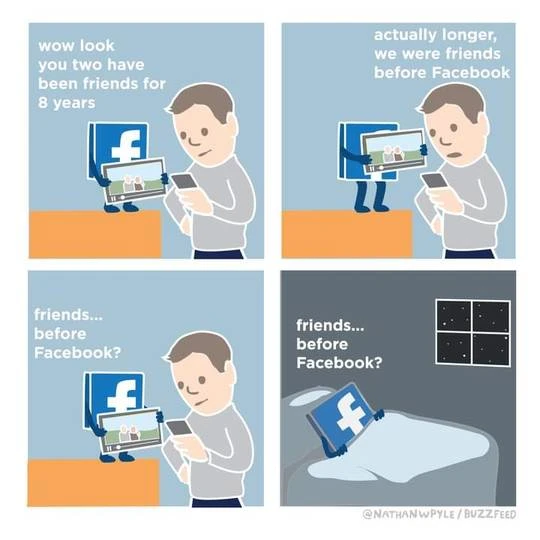 wow look
you two have
been friends for
8 years
actually longer,
we were friends
before Facebook
friends...
before
Facebook?
friends...
before
Facebook?
@NATHANWPYLE / BUZZFEED